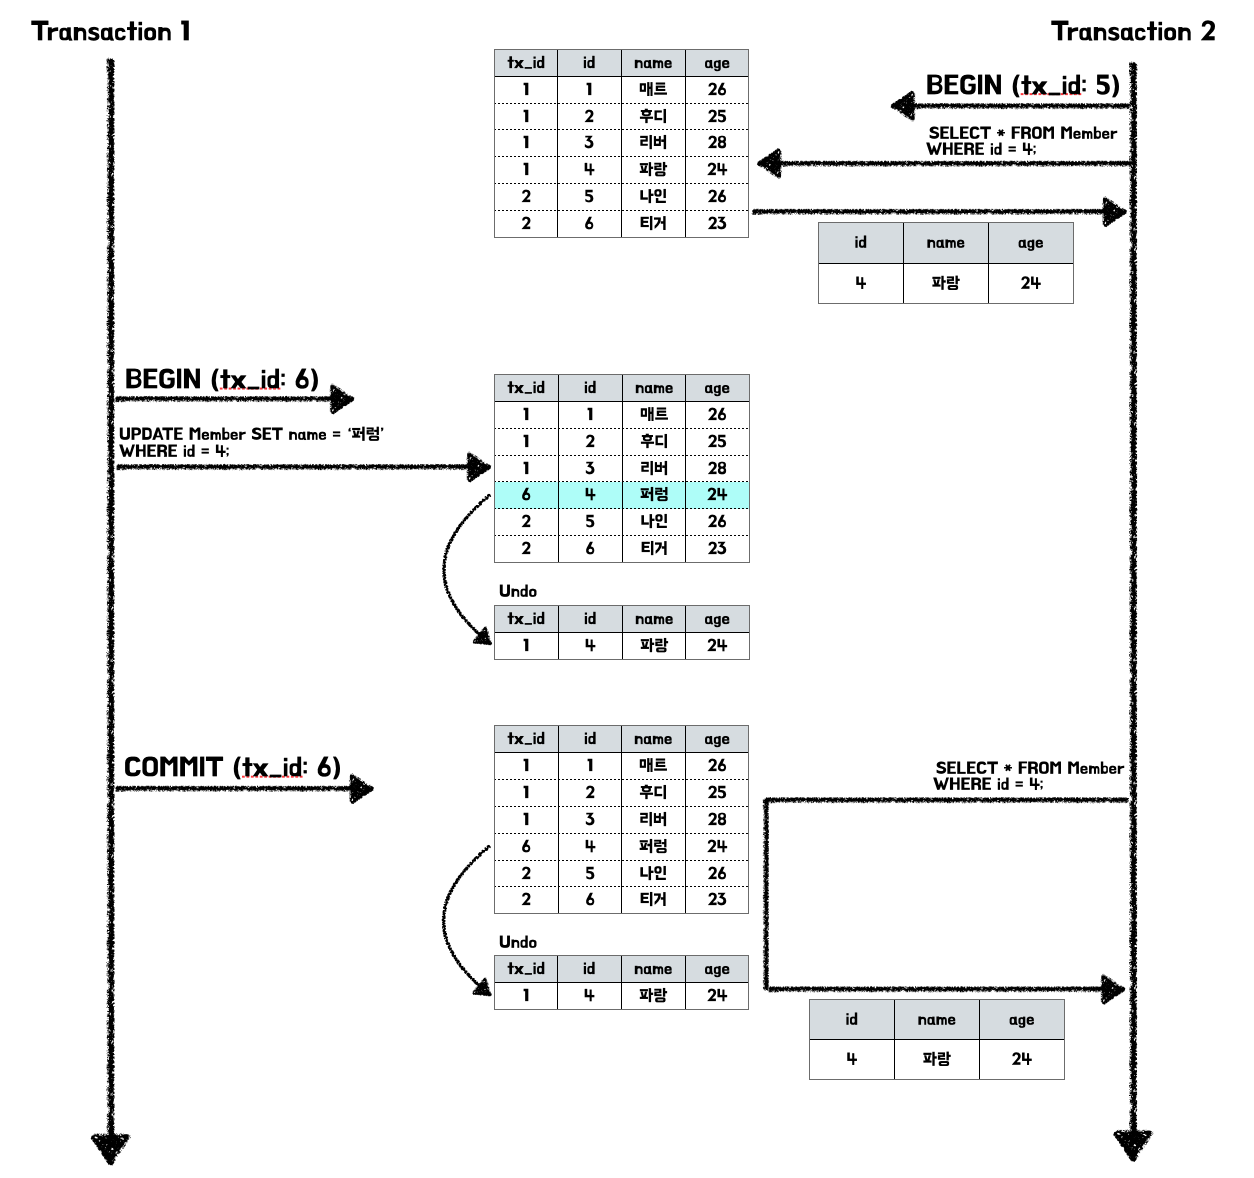 Transaction 1
Transaction 2
tx_id id name age
1 1 매트 26
1 2 후디 25
1 3 리버 28
1 4 파랑 24
2 5 나인 26
2 6 티거 23
BEGIN (tx_id: 5)
SELECT * FROM Member
WHERE id = 4;
id name age
4 파랑 24
BEGIN (tx_id: 6)
UPDATE Member SET name = ‘퍼렁’
WHERE id = 4;
tx_id id name age
1 1 매트 26
1 2 후디 25
1 3 리버 28
6 4 퍼렁 24
2 5 나인 26
2 6 티거 23
Undo
tx_id id name age
1 4 파랑 24
COMMIT (tx_id: 6)
tx_id id name age
1 1 매트 26
1 2 후디 25
1 3 리버 28
6 4 퍼렁 24
2 5 나인 26
2 6 티거 23
Undo
tx_id id name age
1 4 파랑 24
SELECT * FROM Member
WHERE id = 4;
id name age
4 파랑 24